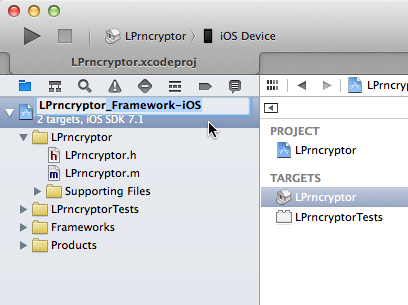 LPrncryptor
iOS Device
LPrncryptor.xcodeproj
LPrncryp
LPrncryptor_Framework-iOS
2 targets, iOS SDK 7.1
LPrncryptor
LPrncryptor.h
LPrncryptor.m
Supporting Files
LPrncryptorTests
Frameworks
Products
PROJECT
LPrncryptor
TARGETS
LPrncryptor
LPrncryptorTests